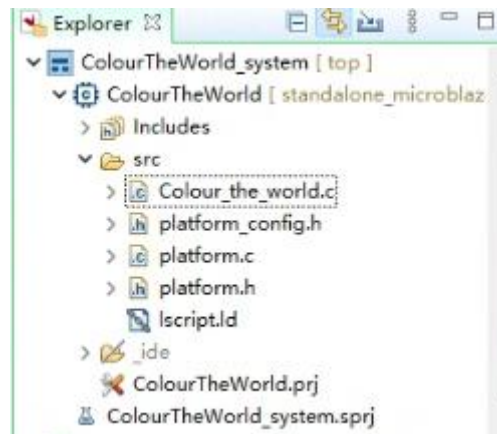 Explorer
ColourTheWorld_system [ top ]
ColourTheWorld [ standalone_microblaz
Includes
src
Colour_the_world.c
platform_config.h
platform.c
platform.h
lscript.ld
_ide
ColourTheWorld.prj
ColourTheWorld_system.sprj